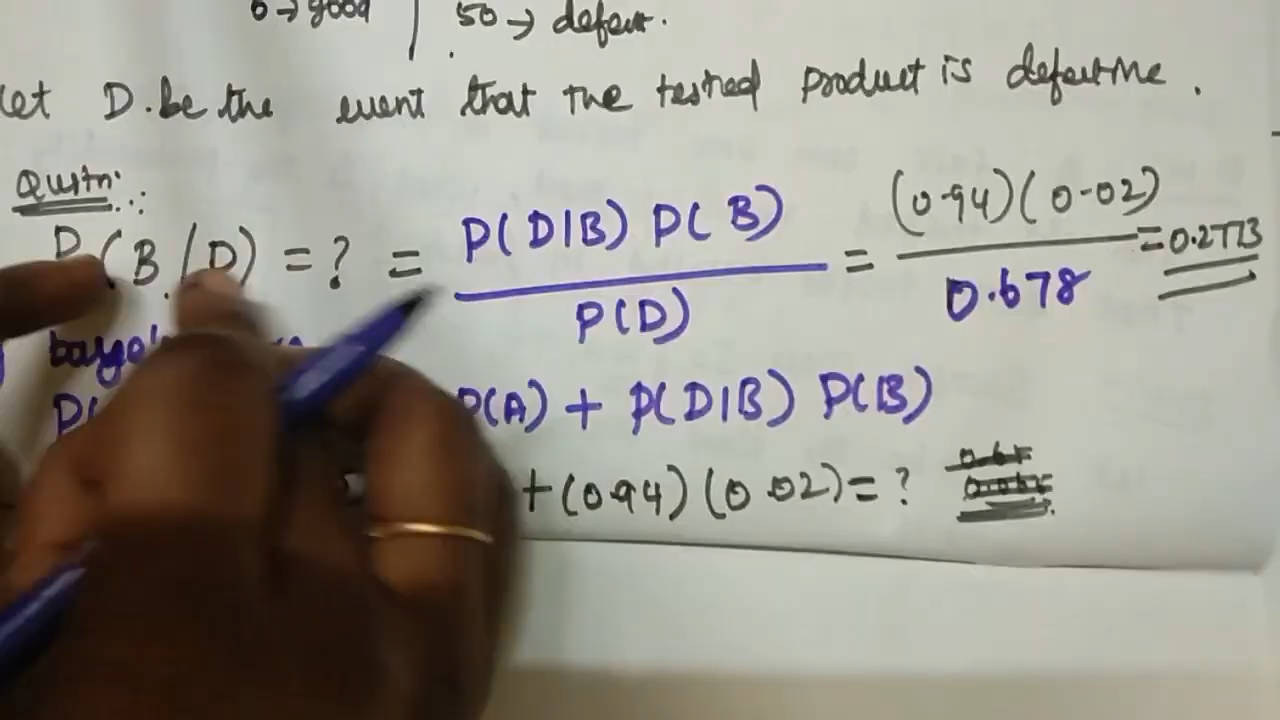 → good | 50 → defect.
Let D. be the event that the tested product is defective.
Qustn:
P(B/D) = ? = P(D|B) P(B) / P(D) = (0.94)(0.02) / 0.678 = 0.2773
P( P(A) + P(D|B) P(B)
+ (0.94)(0.02) = ?